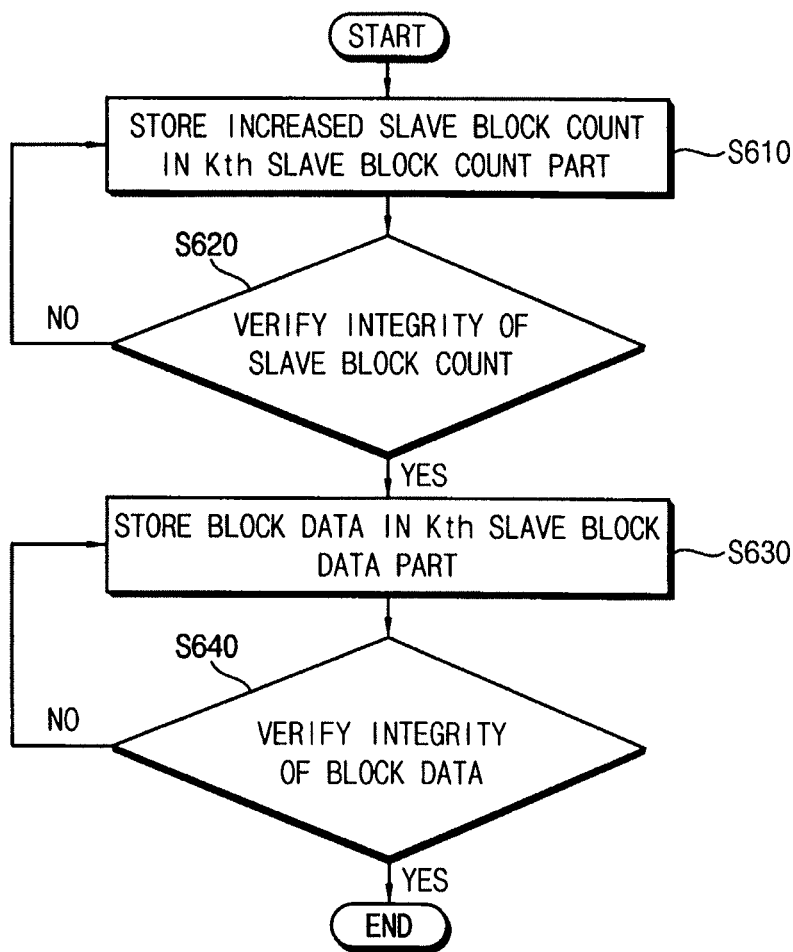 START
STORE INCREASED SLAVE BLOCK COUNT
IN Kth SLAVE BLOCK COUNT PART
S610
S620
NO
VERIFY INTEGRITY OF
SLAVE BLOCK COUNT
YES
STORE BLOCK DATA IN Kth SLAVE BLOCK
DATA PART
S630
S640
NO
VERIFY INTEGRITY
OF BLOCK DATA
YES
END